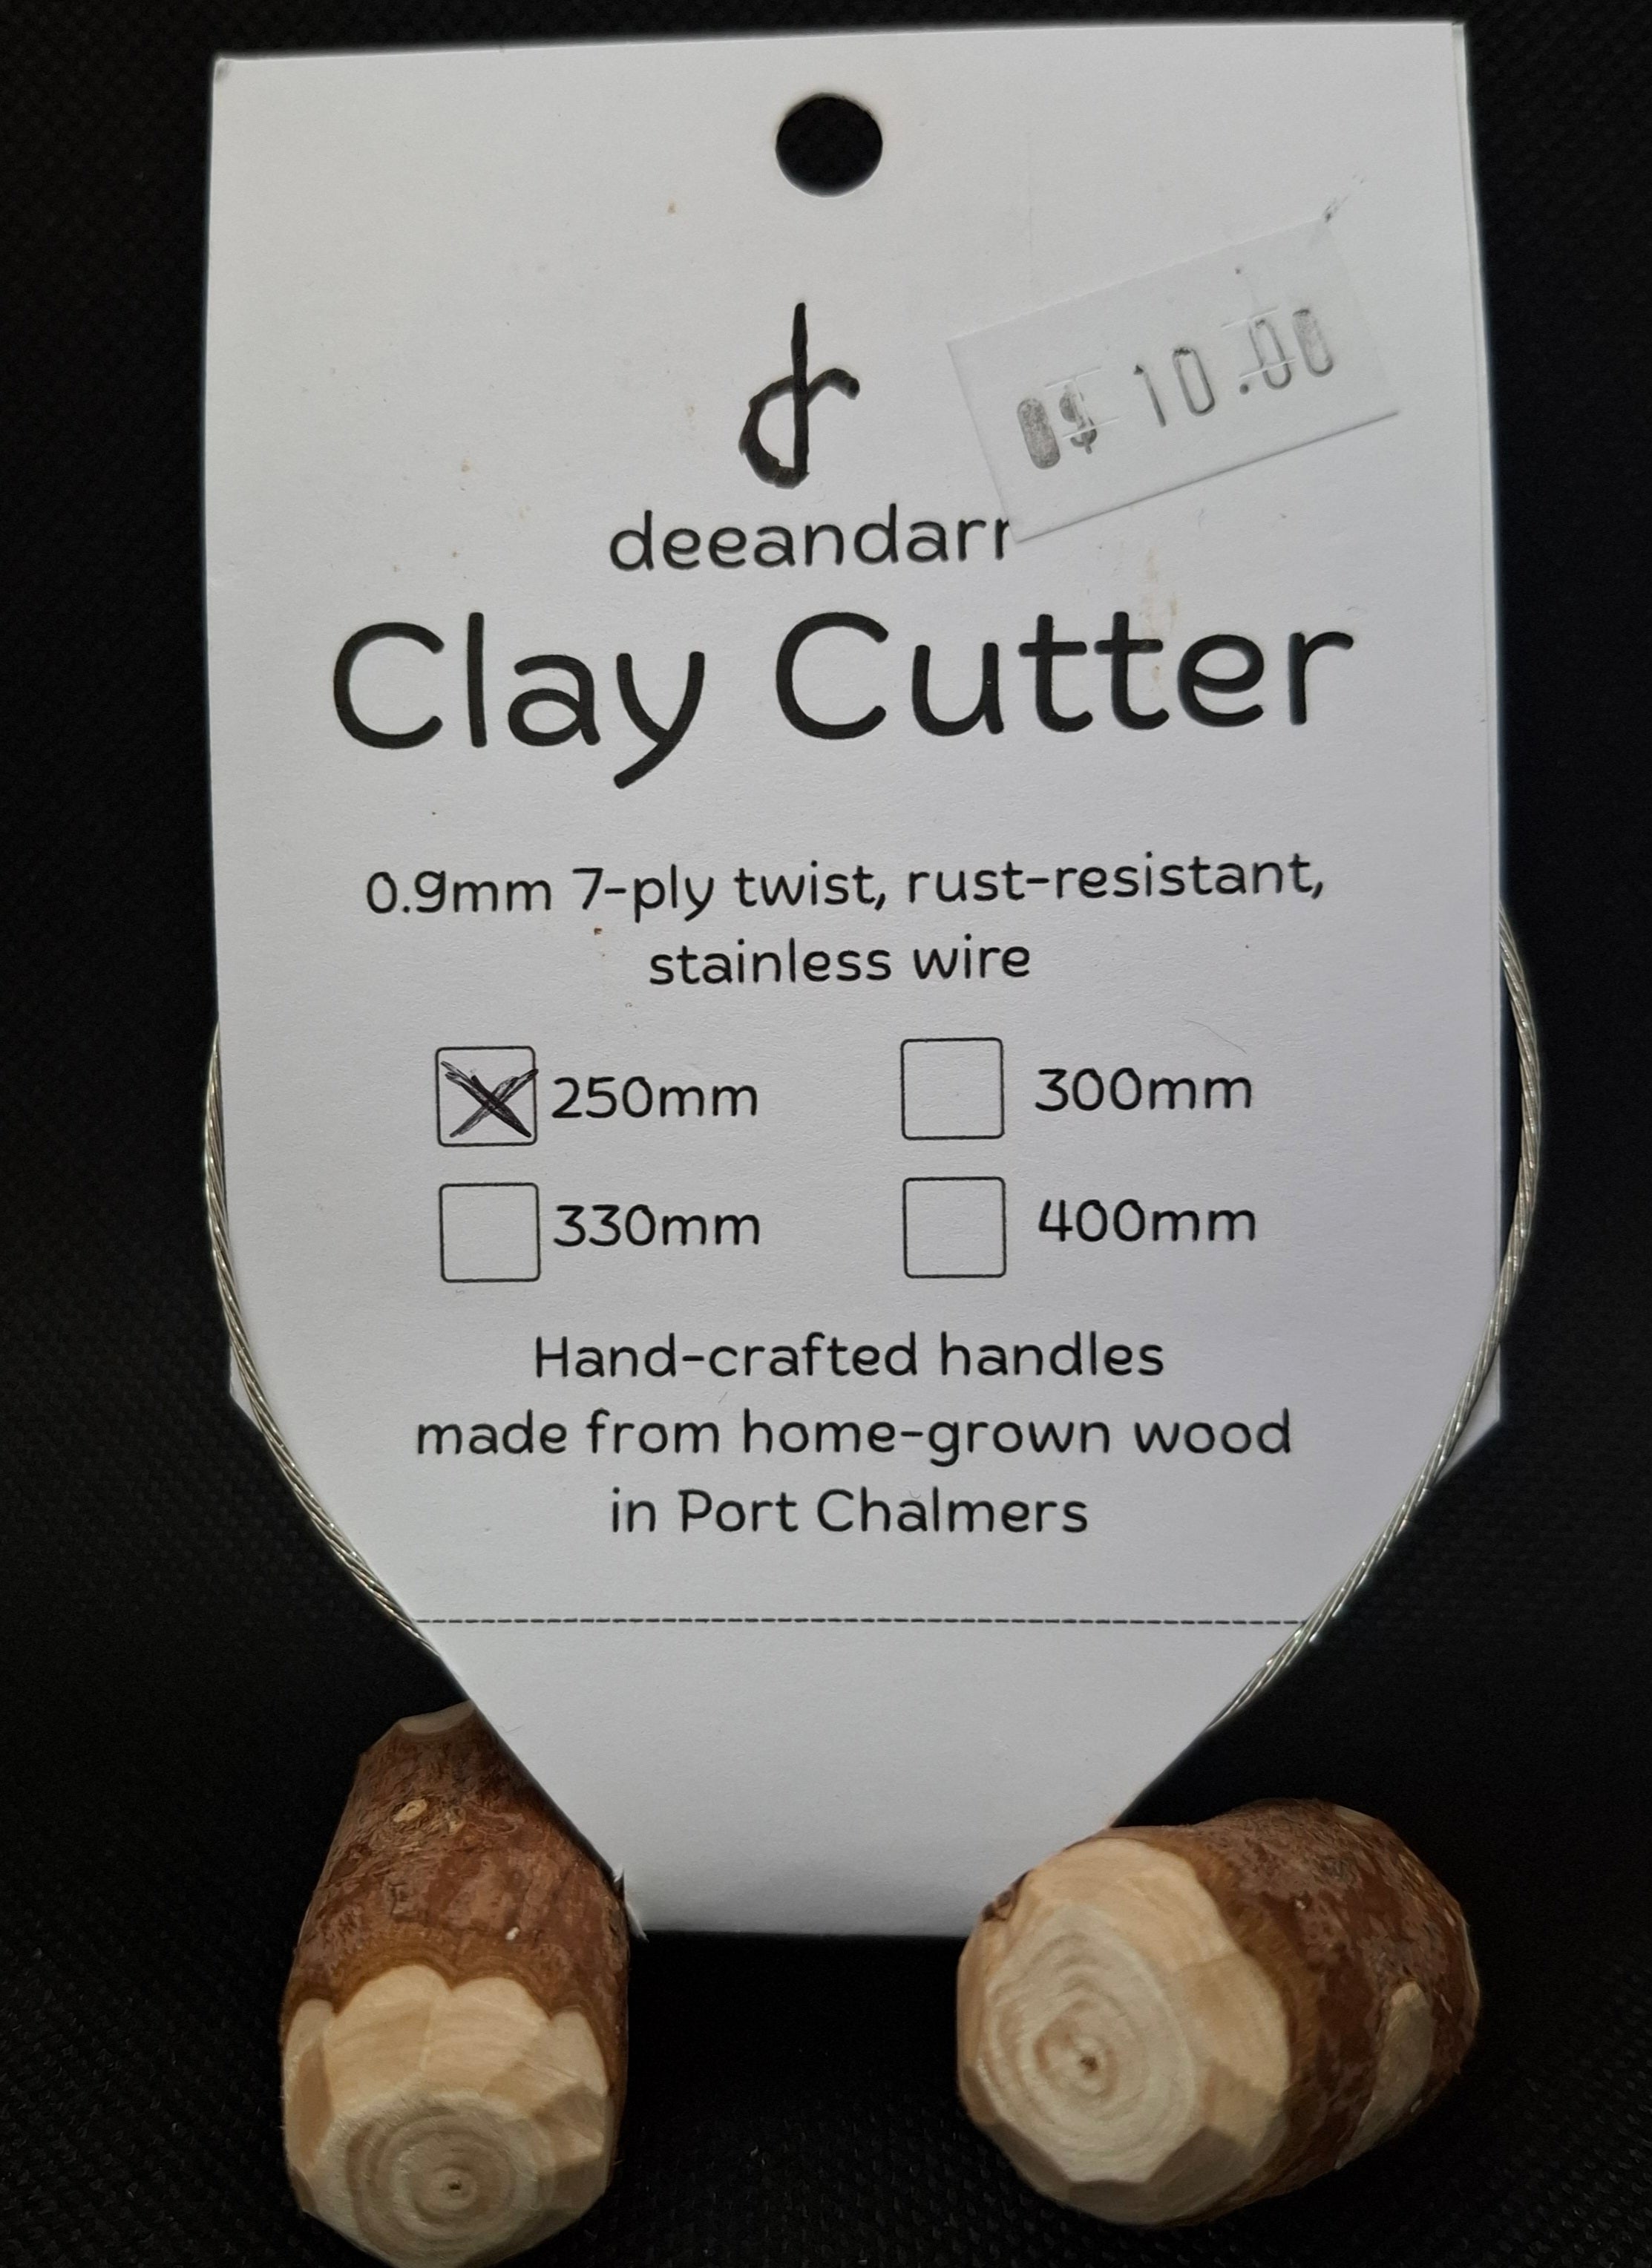 $10.00
deeandarr
Clay Cutter
0.9mm 7-ply twist, rust-resistant,
stainless wire
250mm 300mm
330mm 400mm
Hand-crafted handles
made from home-grown wood
in Port Chalmers